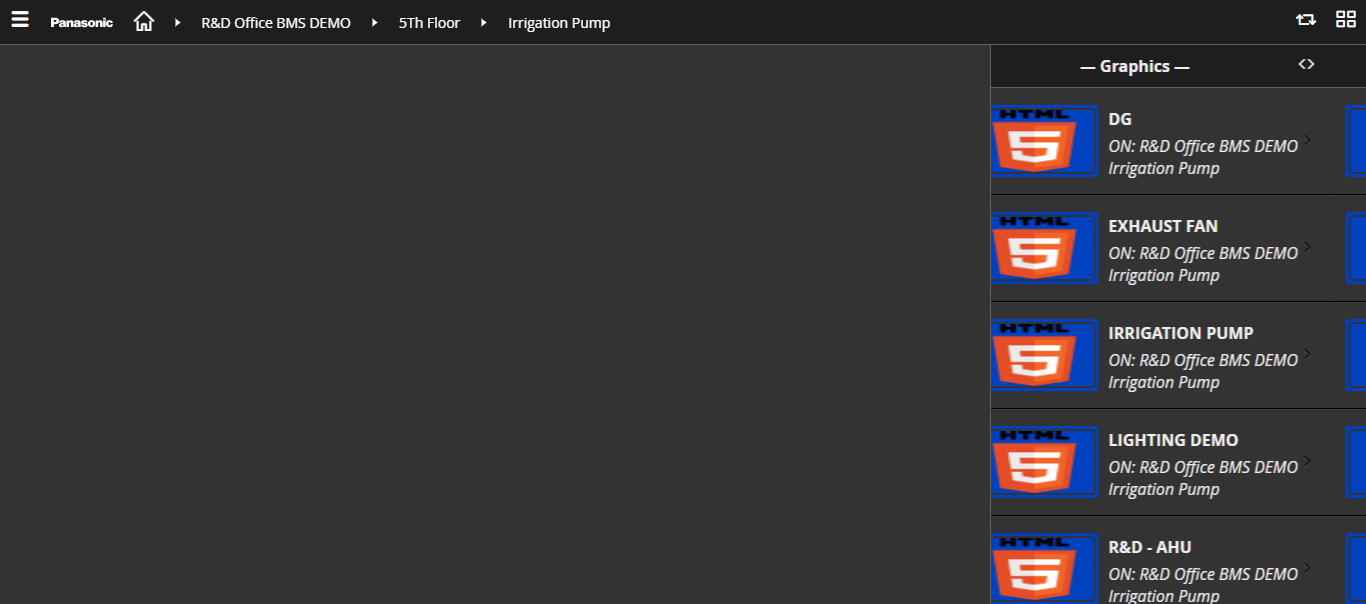 Panasonic R&D Office BMS DEMO 5Th Floor Irrigation Pump
— Graphics —
HTML
5
DG
ON: R&D Office BMS DEMO
Irrigation Pump
HTML
5
EXHAUST FAN
ON: R&D Office BMS DEMO
Irrigation Pump
HTML
5
IRRIGATION PUMP
ON: R&D Office BMS DEMO
Irrigation Pump
HTML
5
LIGHTING DEMO
ON: R&D Office BMS DEMO
Irrigation Pump
HTML
5
R&D - AHU
ON: R&D Office BMS DEMO
Irrigation Pump